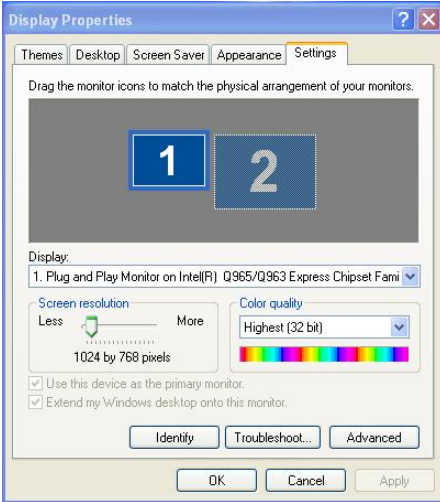 Display Properties
Themes Desktop Screen Saver Appearance Settings
Drag the monitor icons to match the physical arrangement of your monitors.
1 2
Display:
1. Plug and Play Monitor on Intel(R) Q965/Q963 Express Chipset Fami
Screen resolution
Less More
1024 by 768 pixels
Color quality
Highest (32 bit)
Use this device as the primary monitor.
Extend my Windows desktop onto this monitor.
Identify Troubleshoot... Advanced
OK Cancel Apply